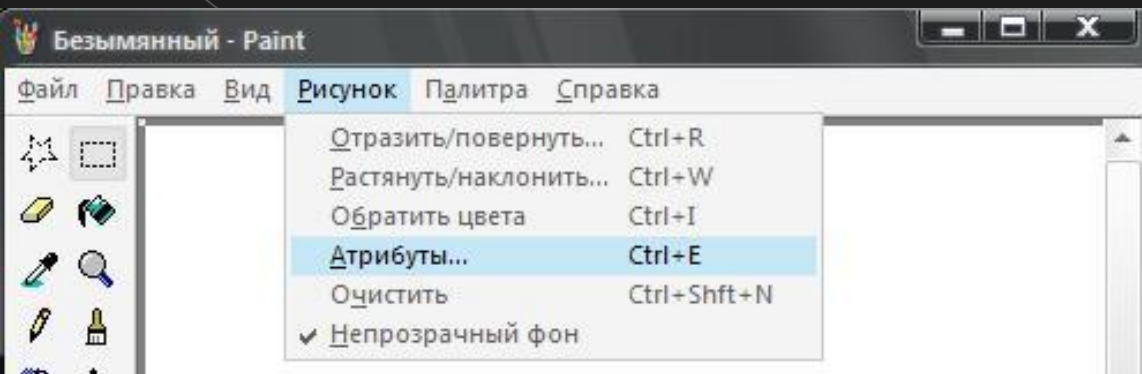 Безымянный - Paint
Файл Правка Вид Рисунок Палитра Справка
Отразить/повернуть... Ctrl+R
Растянуть/наклонить... Ctrl+W
Обратить цвета Ctrl+I
Атрибуты... Ctrl+E
Очистить Ctrl+Shft+N
Непрозрачный фон